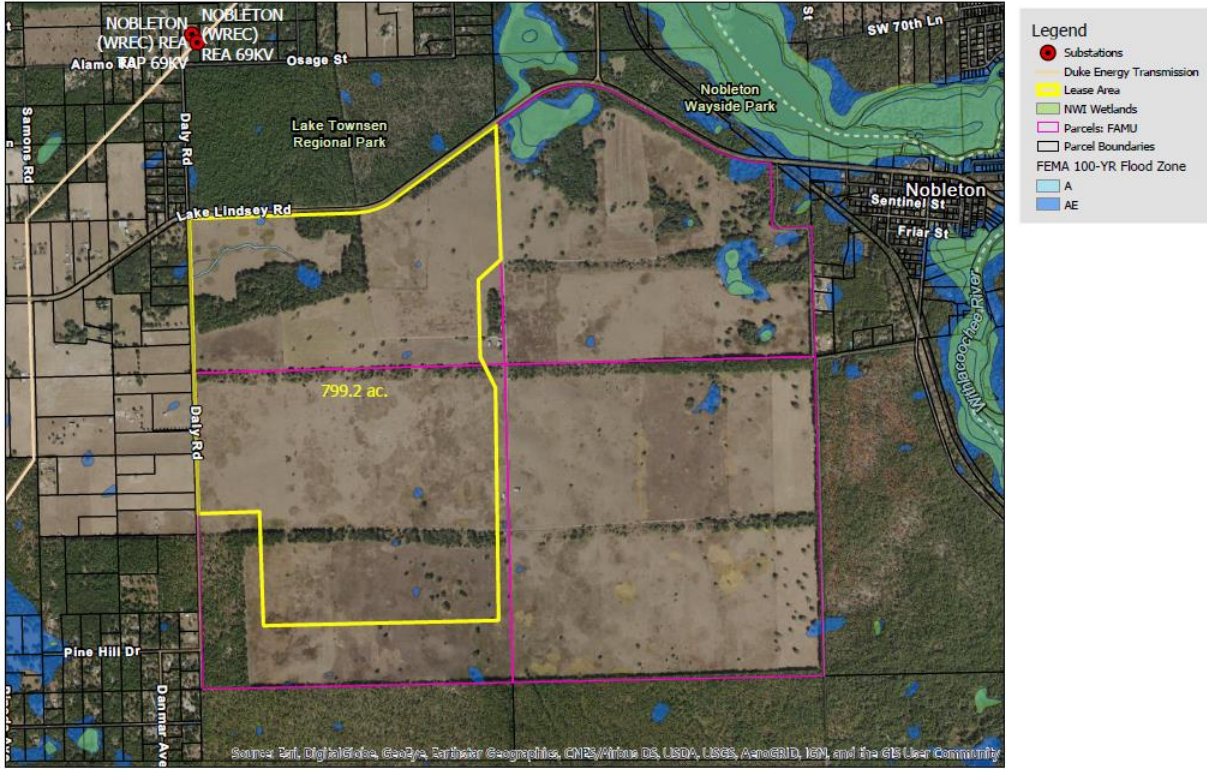 NOBLETON
(WREC) REA
TAP 69KV
NOBLETON
(WREC)
REA 69KV
Osage St
St
SW 70th Ln
Samons Rd
Daly Rd
Lake Townsen
Regional Park
Nobleton
Wayside Park
Lake Lindsey Rd
Nobleton
Sentinel St
Friar St
Withlacoochee River
799.2 ac.
Daly Rd
Pine Hill Dr
Danmar Ave
Source: Esri, DigitalGlobe, GeoEye, Earthstar Geographics, CNES/Airbus DS, USDA, USGS, AeroGRID, IGN, and the GIS User Community
Legend
Substations
Duke Energy Transmission
Lease Area
NWI Wetlands
Parcels: FAMU
Parcel Boundaries
FEMA 100-YR Flood Zone
A
AE